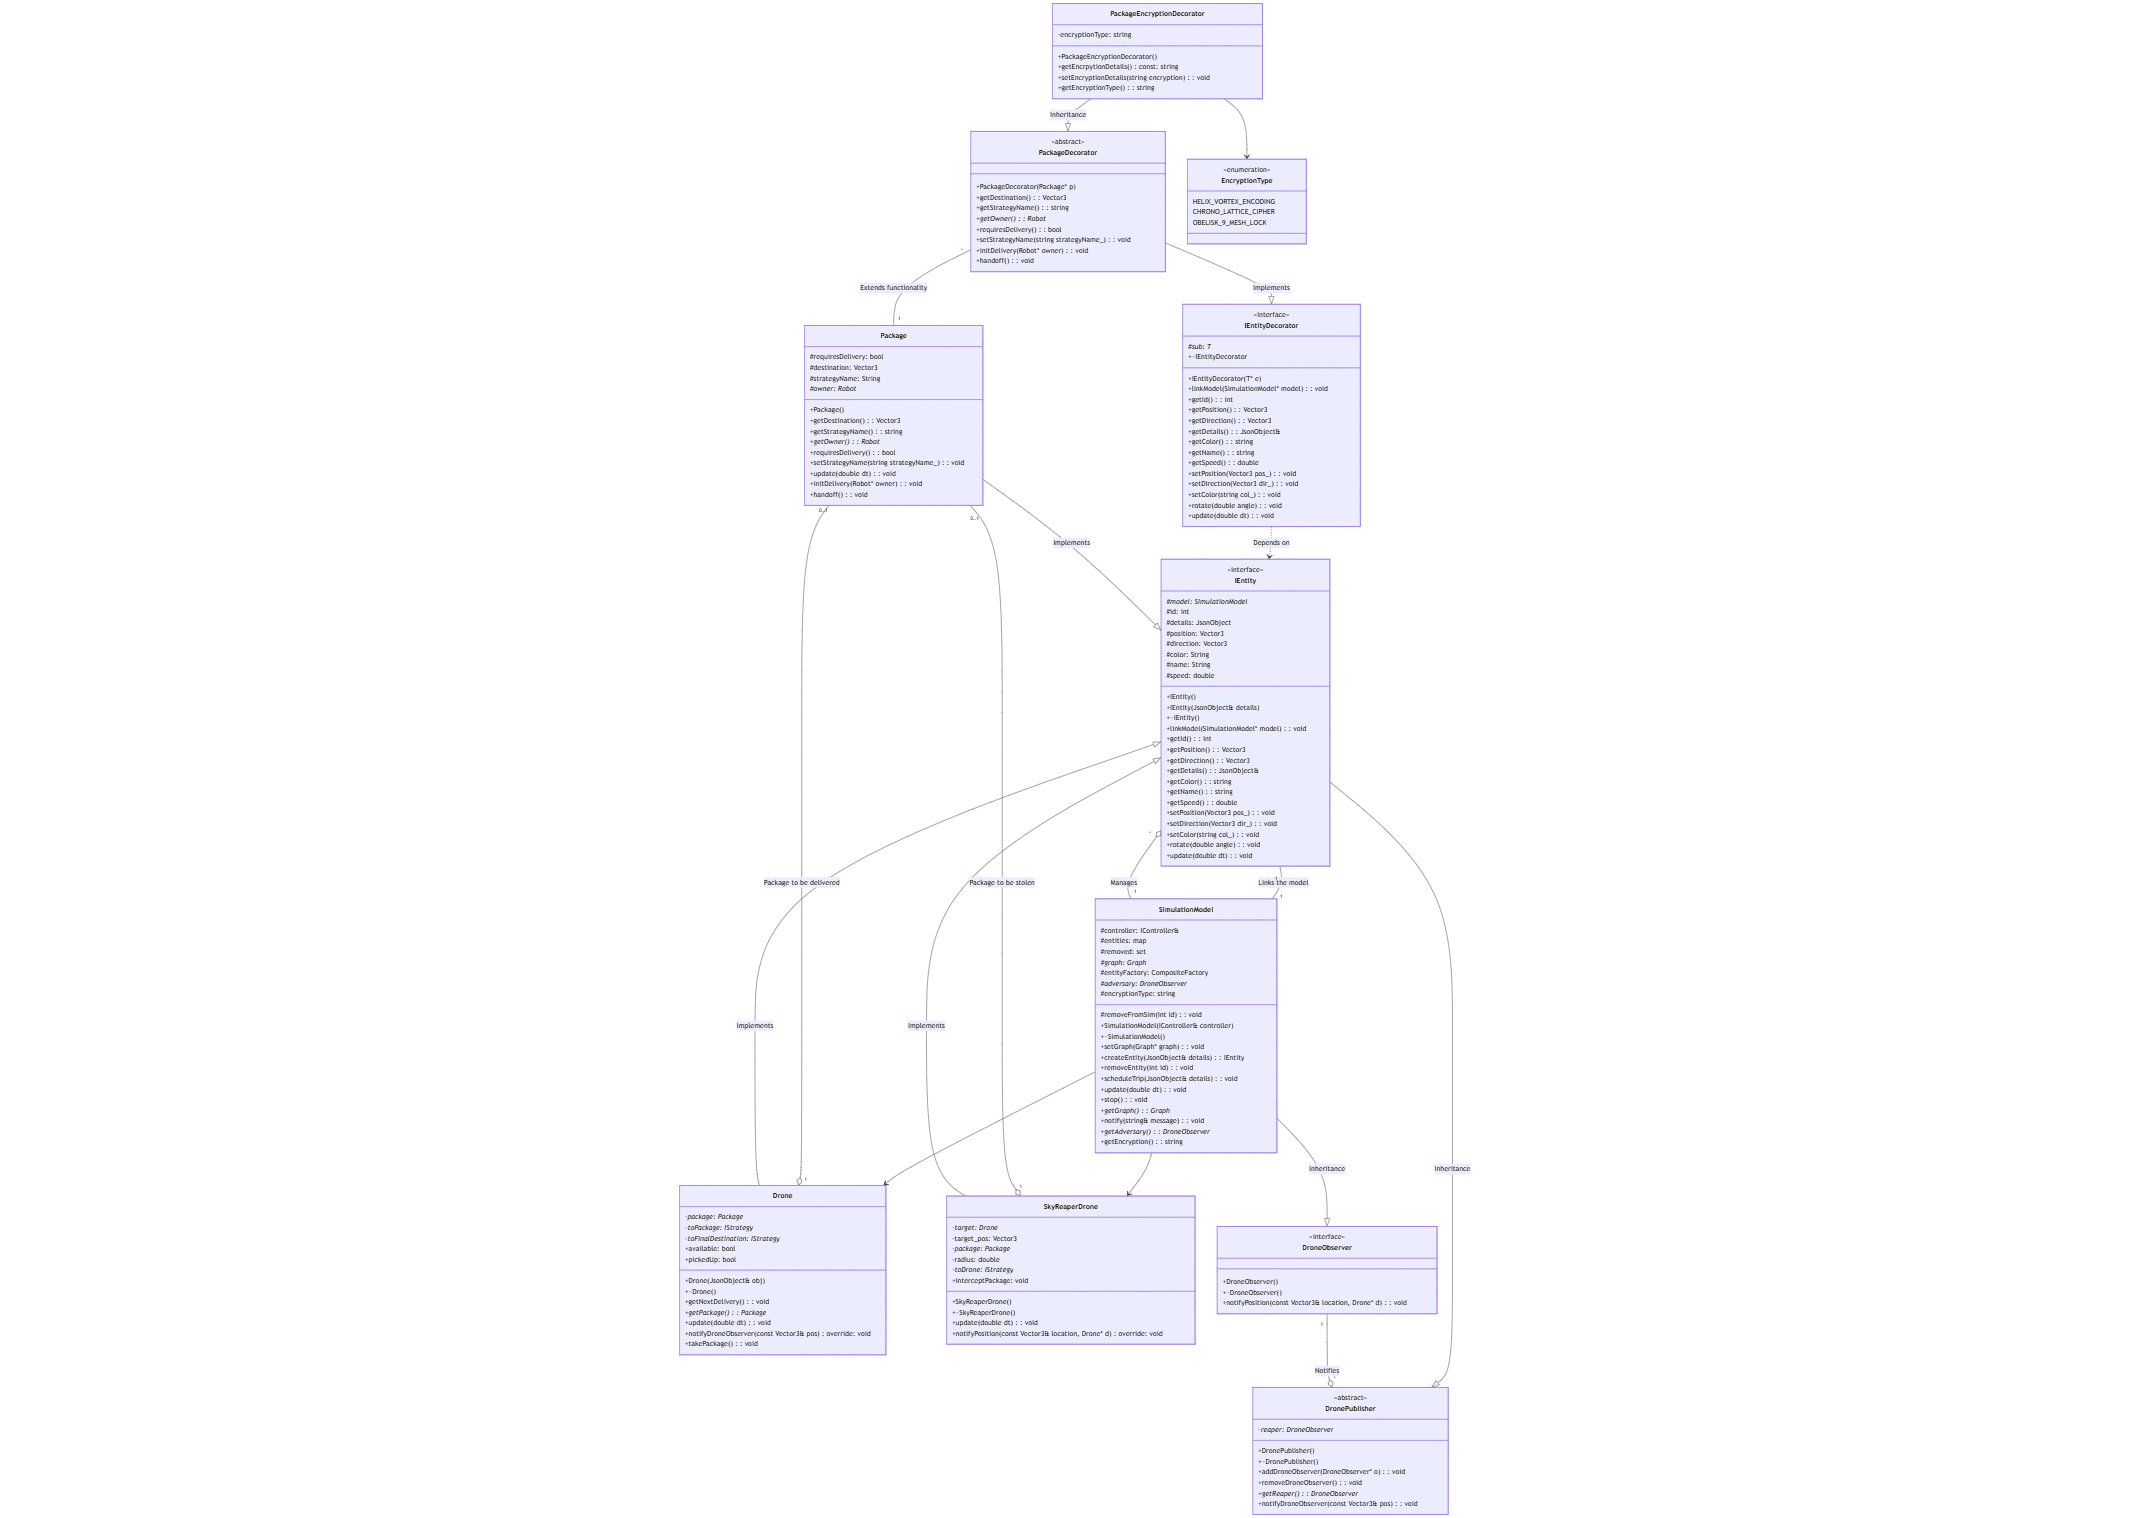 PackageEncryptionDecorator
-encryptionType: string
+PackageEncryptionDecorator()
+getEncrpytionDetails() : const: string
+setEncryptionDetails(string encryption) : : void
+getEncryptionType() : : string
Inheritance
«abstract»
PackageDecorator
+PackageDecorator(Package* p)
+getDestination() : : Vector3
+getStrategyName() : : string
+getOwner() : : Robot
+requiresDelivery() : : bool
+setStrategyName(string strategyName_) : : void
+initDelivery(Robot* owner) : : void
+handoff() : : void
«enumeration»
EncryptionType
HELIX_VORTEX_ENCODING
CHRONO_LATTICE_CIPHER
OBELISK_9_MESH_LOCK
*
Extends functionality
1
Implements
«interface»
IEntityDecorator
#sub: T
+~IEntityDecorator
+IEntityDecorator(T* e)
+linkModel(SimulationModel* model) : : void
+getId() : : int
+getPosition() : : Vector3
+getDirection() : : Vector3
+getDetails() : : JsonObject&
+getColor() : : string
+getName() : : string
+getSpeed() : : double
+setPosition(Vector3 pos_) : : void
+setDirection(Vector3 dir_) : : void
+setColor(string col_) : : void
+rotate(double angle) : : void
+update(double dt) : : void
Package
#requiresDelivery: bool
#destination: Vector3
#strategyName: String
#owner: Robot
+Package()
+getDestination() : : Vector3
+getStrategyName() : : string
+getOwner() : : Robot
+requiresDelivery() : : bool
+setStrategyName(string strategyName_) : : void
+update(double dt) : : void
+initDelivery(Robot* owner) : : void
+handoff() : : void
0..1
0..1
Implements
Depends on
«interface»
IEntity
#model: SimulationModel
#id: int
#details: JsonObject
#position: Vector3
#direction: Vector3
#color: String
#name: String
#speed: double
+IEntity()
+IEntity(JsonObject& details)
+~IEntity()
+linkModel(SimulationModel* model) : : void
+getId() : : int
+getPosition() : : Vector3
+getDirection() : : Vector3
+getDetails() : : JsonObject&
+getColor() : : string
+getName() : : string
+getSpeed() : : double
+setPosition(Vector3 pos_) : : void
+setDirection(Vector3 dir_) : : void
+setColor(string col_) : : void
+rotate(double angle) : : void
+update(double dt) : : void
*
Package to be delivered
Package to be stolen
Manages
1
Links the model
1
1
SimulationModel
#controller: IController&
#entities: map
#removed: set
#graph: Graph
#entityFactory: CompositeFactory
#adversary: DroneObserver
#encryptionType: string
#removeFromSim(int id) : : void
+SimulationModel(IController& controller)
+~SimulationModel()
+setGraph(Graph* graph) : : void
+createEntity(JsonObject& details) : : IEntity
+removeEntity(int id) : : void
+scheduleTrip(JsonObject& details) : : void
+update(double dt) : : void
+stop() : : void
+getGraph() : : Graph
+notify(string& message) : : void
+getAdversary() : : DroneObserver
+getEncryption() : : string
Implements
Implements
Inheritance
Inheritance
1
1
Drone
-package: Package
-toPackage: IStrategy
-toFinalDestination: IStrategy
+available: bool
+pickedUp: bool
+Drone(JsonObject& obj)
+~Drone()
+getNextDelivery() : : void
+getPackage() : : Package
+update(double dt) : : void
+notifyDroneObserver(const Vector3& pos) : override: void
+takePackage() : : void
SkyReaperDrone
-target: Drone
-target_pos: Vector3
-package: Package
-radius: double
-toDrone: IStrategy
+interceptPackage: void
+SkyReaperDrone()
+~SkyReaperDrone()
+update(double dt) : : void
+notifyPosition(const Vector3& location, Drone* d) : override: void
«interface»
DroneObserver
+DroneObserver()
+~DroneObserver()
+notifyPosition(const Vector3& location, Drone* d) : : void
1
Notifies
*
«abstract»
DronePublisher
-reaper: DroneObserver
+DronePublisher()
+~DronePublisher()
+addDroneObserver(DroneObserver* o) : : void
+removeDroneObserver() : : void
+getReaper() : : DroneObserver
+notifyDroneObserver(const Vector3& pos) : : void